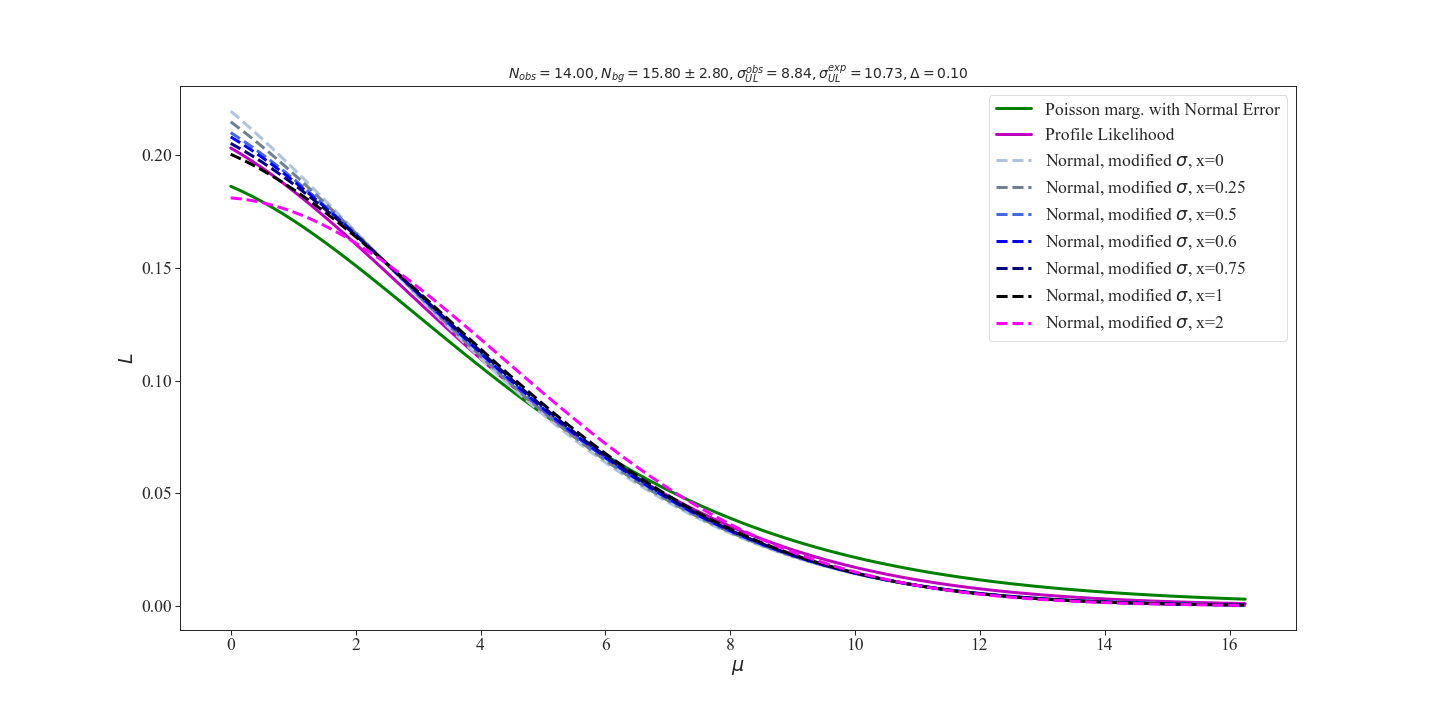 N_obs = 14.00, N_bg = 15.80 ± 2.80, σ_UL^obs = 8.84, σ_UL^exp = 10.73, Δ = 0.10
Poisson marg. with Normal Error
Profile Likelihood
Normal, modified σ, x=0
Normal, modified σ, x=0.25
Normal, modified σ, x=0.5
Normal, modified σ, x=0.6
Normal, modified σ, x=0.75
Normal, modified σ, x=1
Normal, modified σ, x=2
L
0.20
0.15
0.10
0.05
0.00
0 2 4 6 8 10 12 14 16
μ